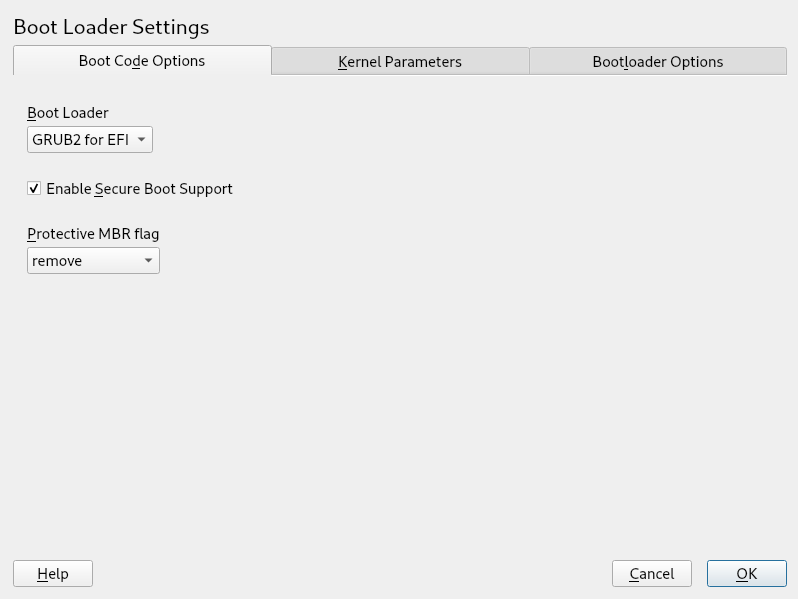 Boot Loader Settings
Boot Code Options
Kernel Parameters
Bootloader Options
Boot Loader
GRUB2 for EFI
Enable Secure Boot Support
Protective MBR flag
remove
Help
Cancel
OK